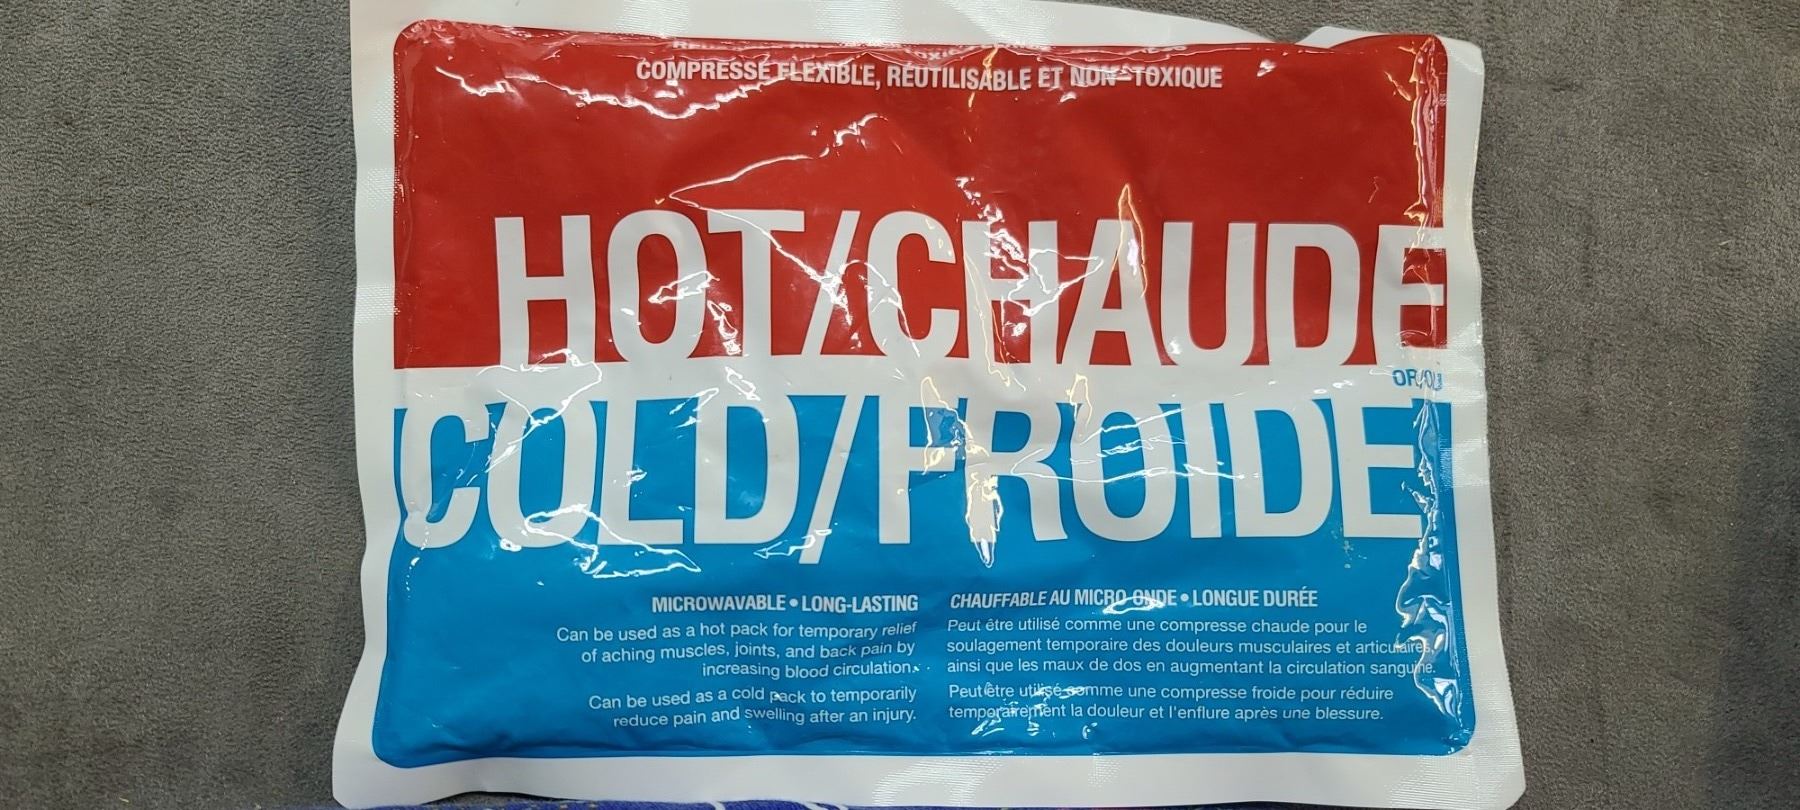 COMPRESSE FLEXIBLE, RÉUTILISABLE ET NON-TOXIQUE
HOT/CHAUDE
OR/OU
COLD/FROIDE
MICROWAVABLE • LONG-LASTING
Can be used as a hot pack for temporary relief
of aching muscles, joints, and back pain by
increasing blood circulation.
Can be used as a cold pack to temporarily
reduce pain and swelling after an injury.
CHAUFFABLE AU MICRO-ONDE • LONGUE DURÉE
Peut être utilisé comme une compresse chaude pour le
soulagement temporaire des douleurs musculaires et articulaires,
ainsi que les maux de dos en augmentant la circulation sanguine.
Peut être utilisé comme une compresse froide pour réduire
temporairement la douleur et l'enflure après une blessure.